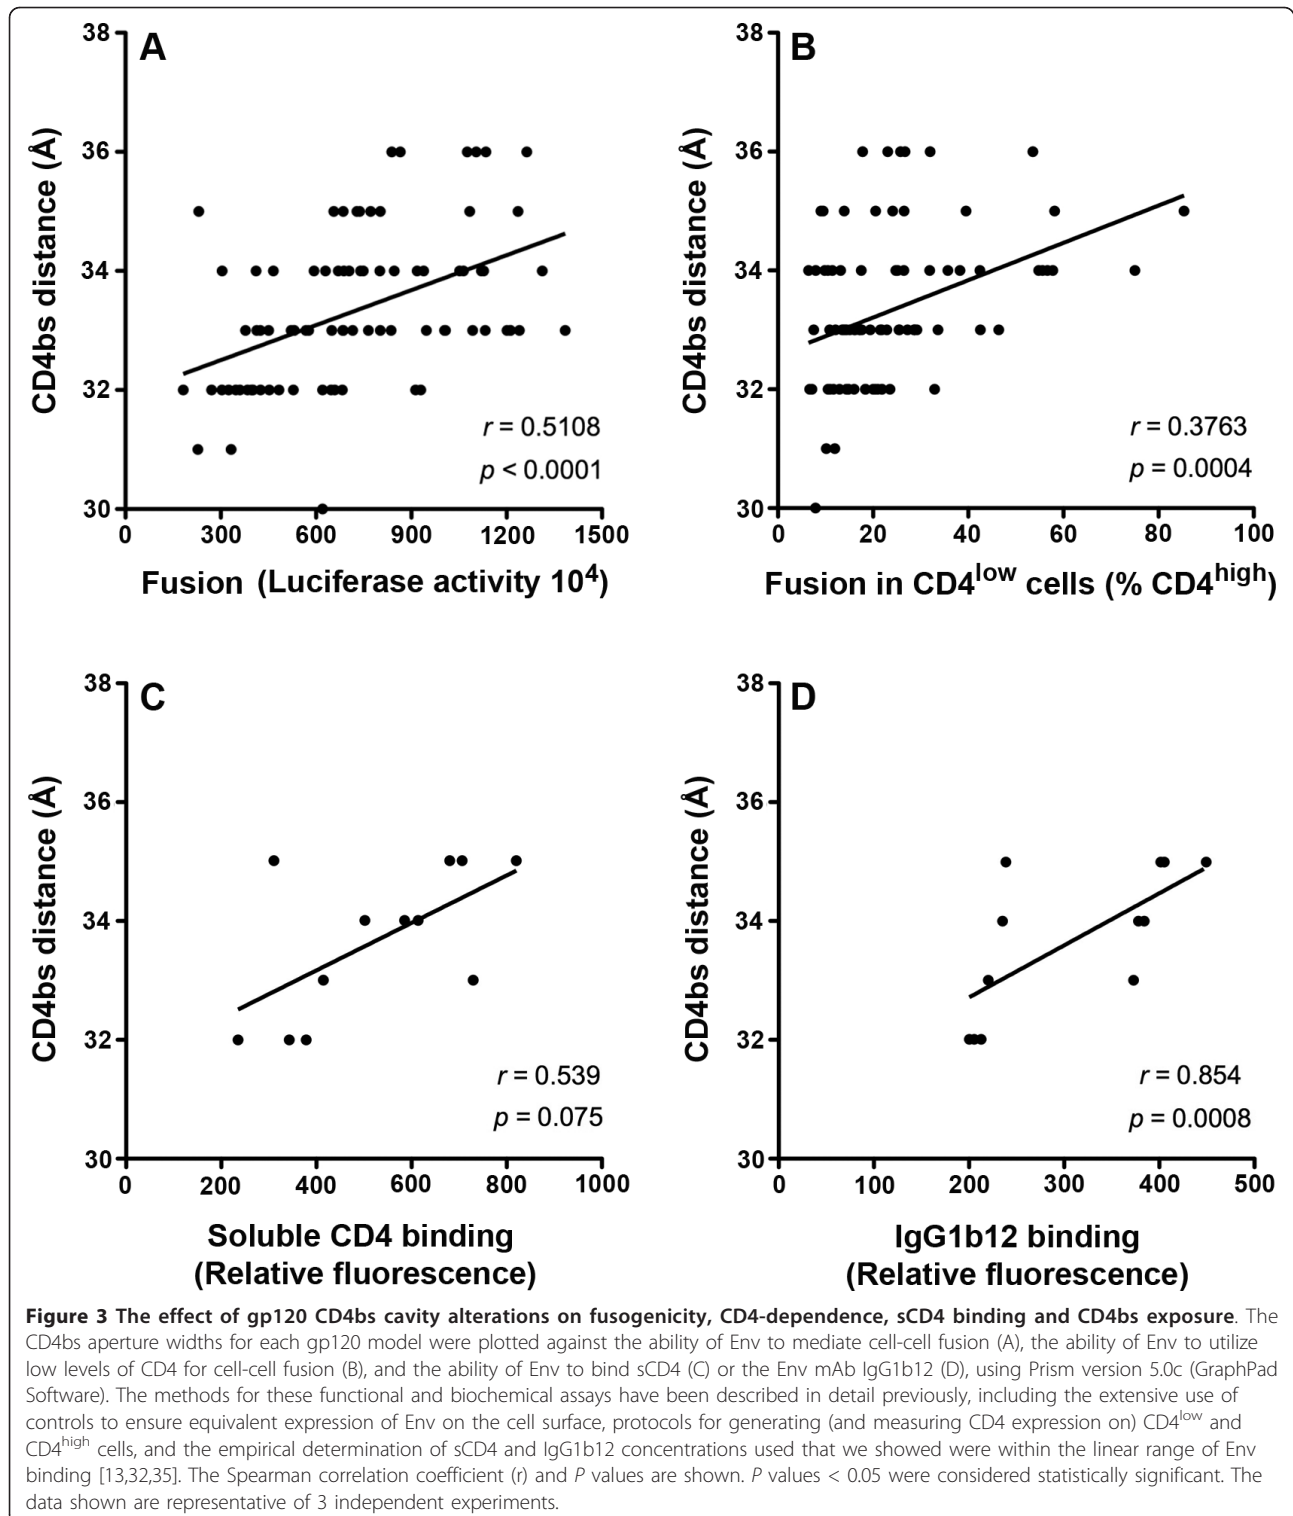 A
38
36
34
32
30
CD4bs distance (Å)
r = 0.5108
p < 0.0001
0 300 600 900 1200 1500
Fusion (Luciferase activity 10⁴)
B
38
36
34
32
30
CD4bs distance (Å)
r = 0.3763
p = 0.0004
0 20 40 60 80 100
Fusion in CD4^low cells (% CD4^high)
C
38
36
34
32
30
CD4bs distance (Å)
r = 0.539
p = 0.075
0 200 400 600 800 1000
Soluble CD4 binding
(Relative fluorescence)
D
38
36
34
32
30
CD4bs distance (Å)
r = 0.854
p = 0.0008
0 100 200 300 400 500
IgG1b12 binding
(Relative fluorescence)
Figure 3 The effect of gp120 CD4bs cavity alterations on fusogenicity, CD4-dependence, sCD4 binding and CD4bs exposure. The
CD4bs aperture widths for each gp120 model were plotted against the ability of Env to mediate cell-cell fusion (A), the ability of Env to utilize
low levels of CD4 for cell-cell fusion (B), and the ability of Env to bind sCD4 (C) or the Env mAb IgG1b12 (D), using Prism version 5.0c (GraphPad
Software). The methods for these functional and biochemical assays have been described in detail previously, including the extensive use of
controls to ensure equivalent expression of Env on the cell surface, protocols for generating (and measuring CD4 expression on) CD4^low and
CD4^high cells, and the empirical determination of sCD4 and IgG1b12 concentrations used that we showed were within the linear range of Env
binding [13,32,35]. The Spearman correlation coefficient (r) and P values are shown. P values < 0.05 were considered statistically significant. The
data shown are representative of 3 independent experiments.